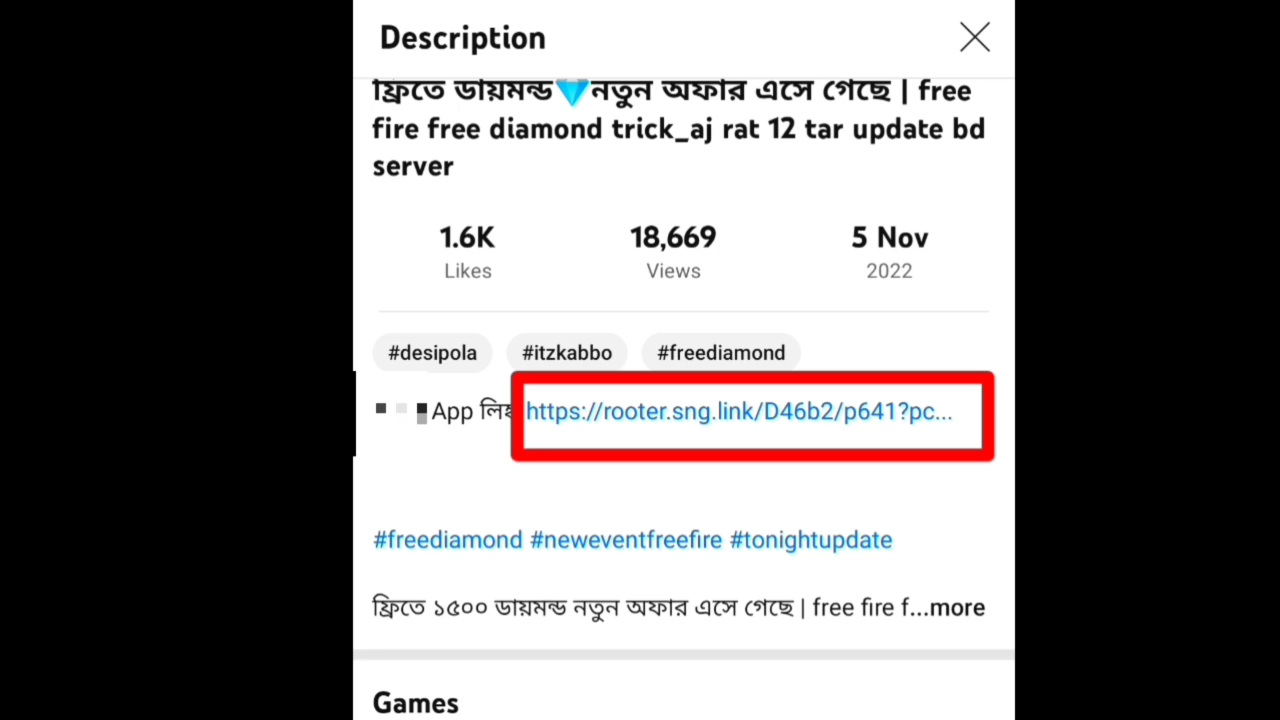 Description
ফ্রিতে ডায়মন্ড💎নতুন অফার এসে গেছে | free
fire free diamond trick_aj rat 12 tar update bd
server
1.6K 18,669 5 Nov
Likes Views 2022
#desipola #itzkabbo #freediamond
App https://rooter.sng.link/D46b2/p641?pc...
#freediamond #neweventfreefire #tonightupdate
ফ্রিতে ১৫০০ ডায়মন্ড নতুন অফার এসে গেছে | free fire f...more
Games